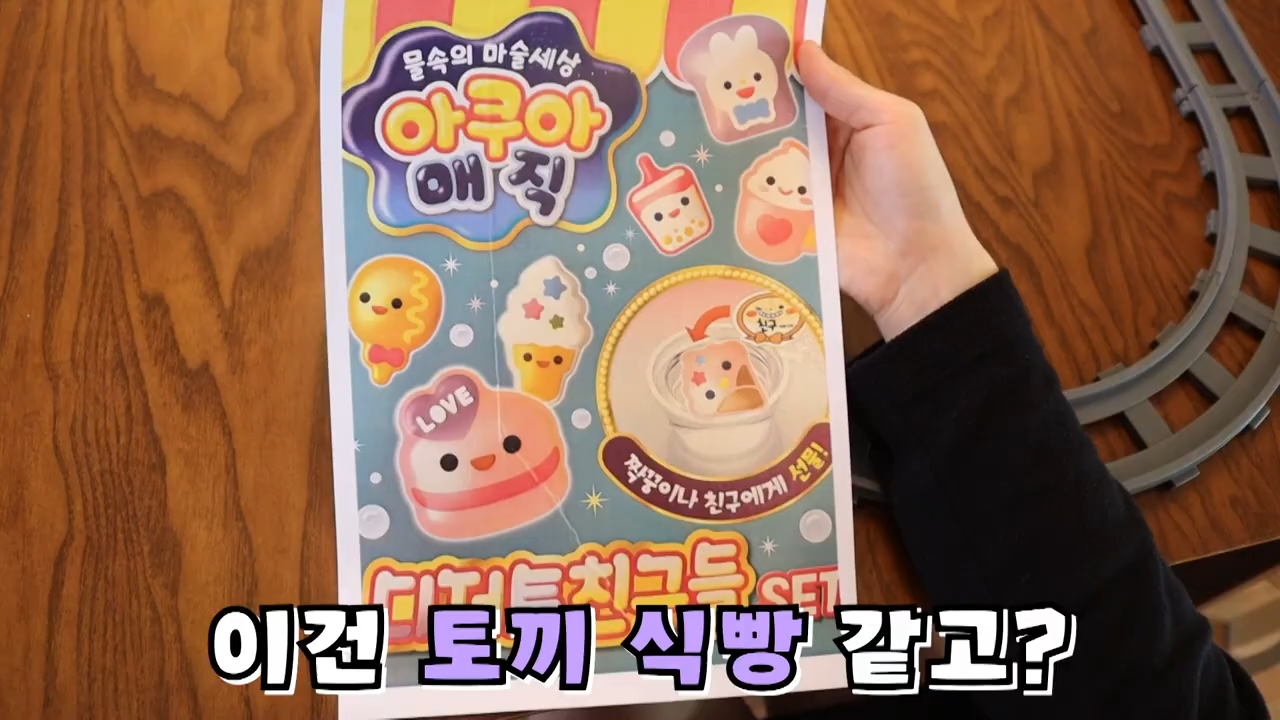 물속의 마술세상
아쿠아
매직
친구
LOVE
짝꿍이나 친구에게 선물!
디저트친구들 SET
이건 토끼 식빵 같고?